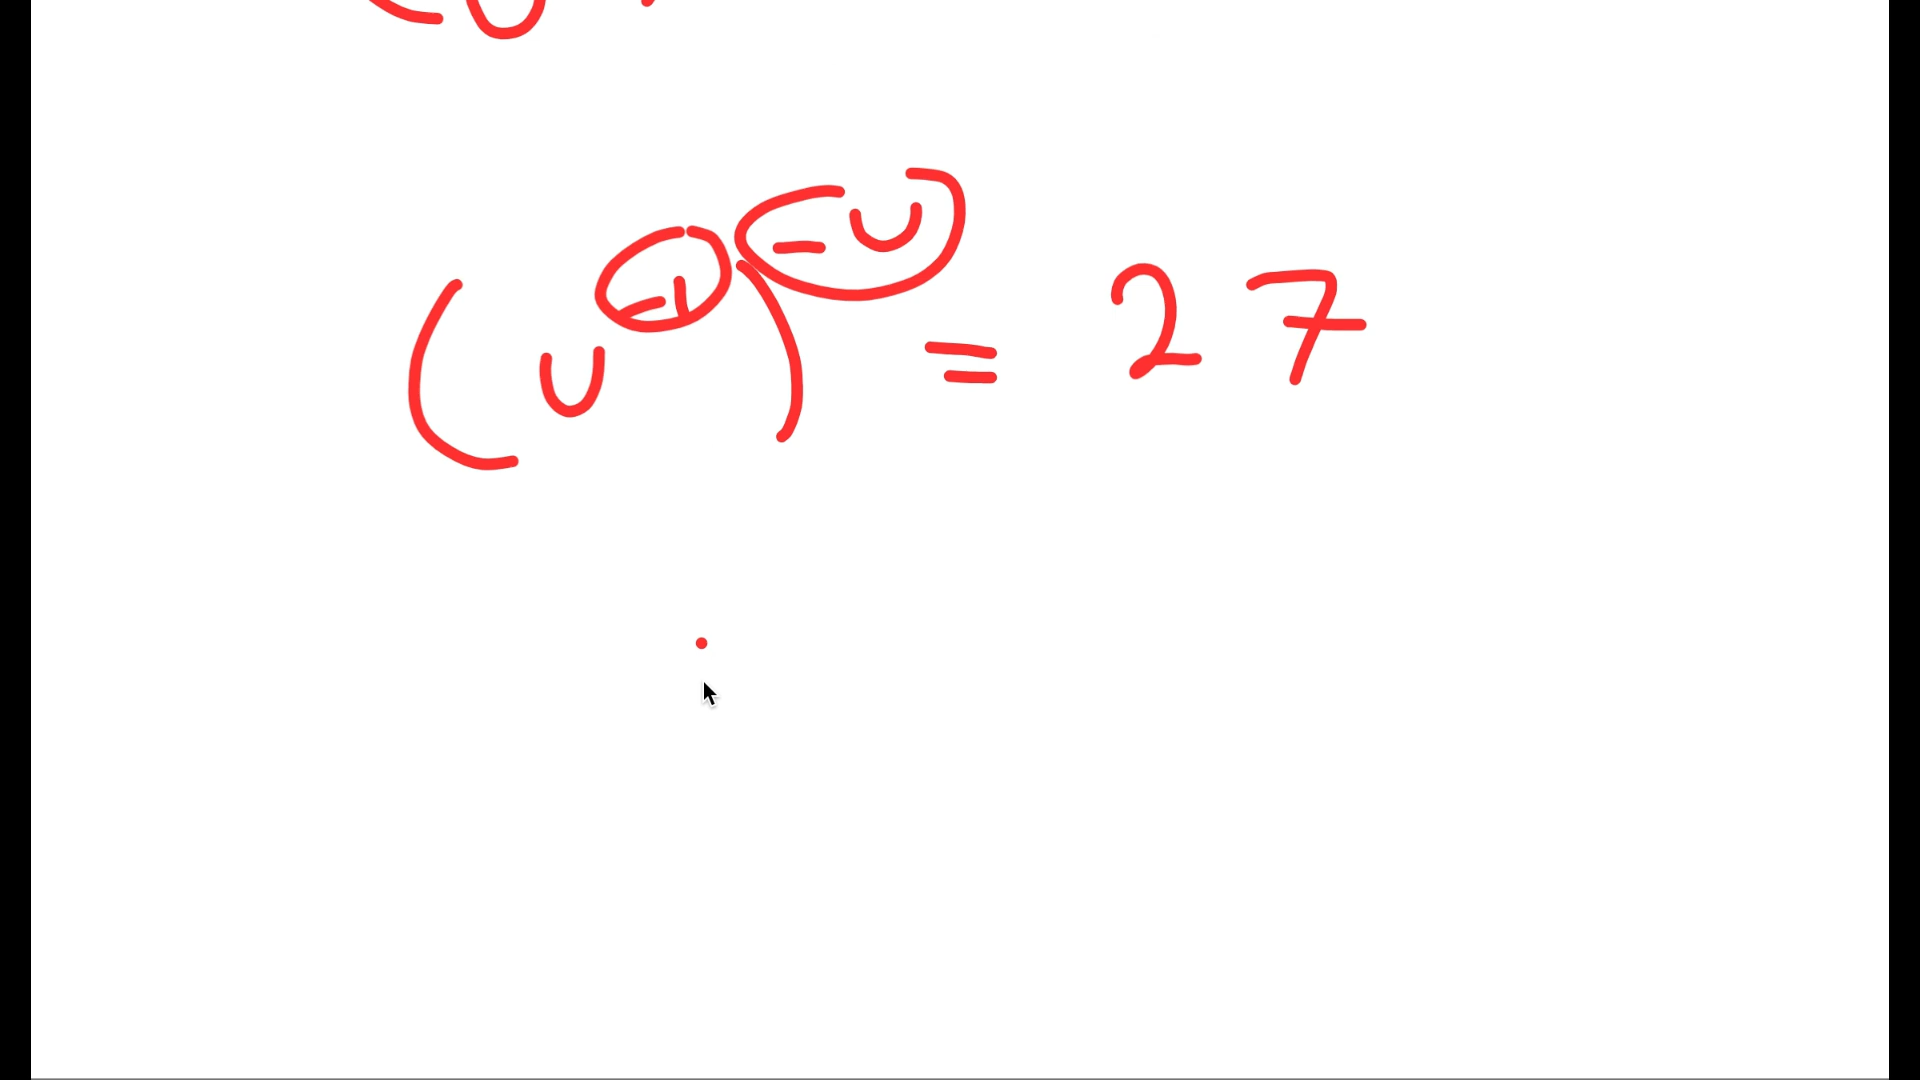 (u⁻¹)⁻ᵘ = 27